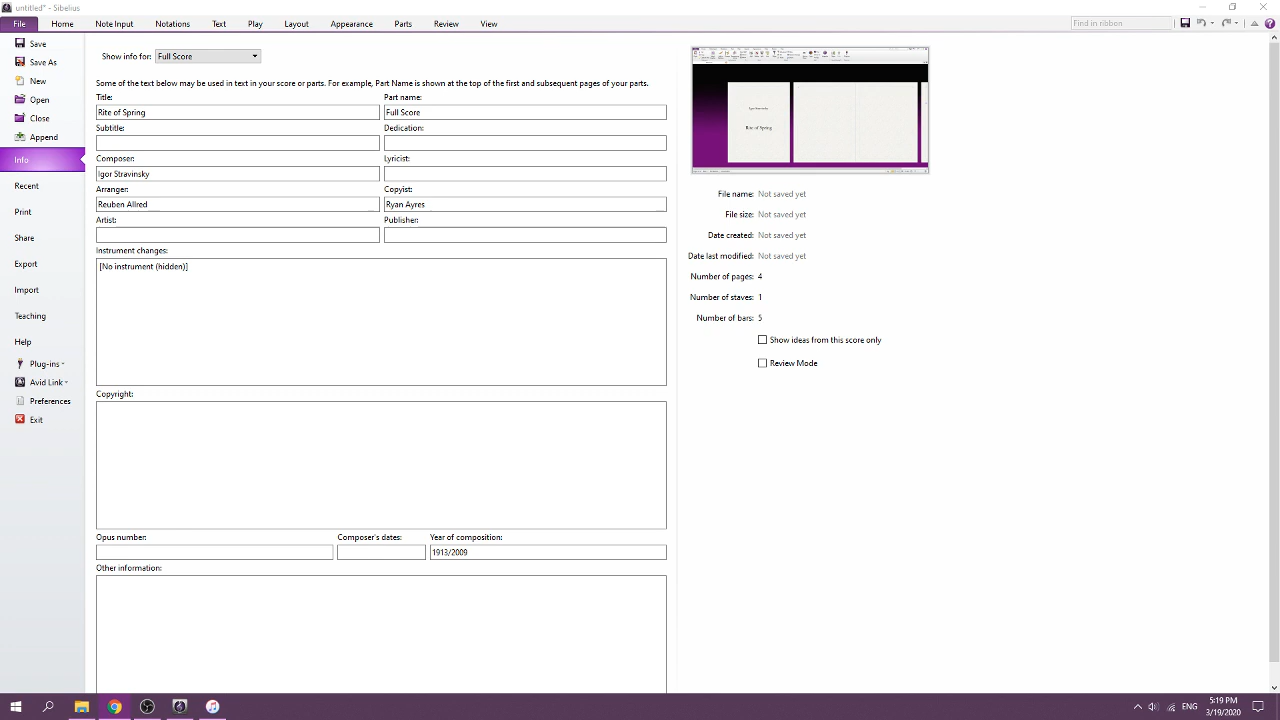 untitled* - Sibelius
File Home Note Input Notations Text Play Layout Appearance Parts Review View Find in ribbon
Save
Save As
New
Open
Close
Append
Info
Recent
Print
Share
Export
Import
Teaching
Help
Plug-ins
Avid Link
Preferences
Exit
Show info for: Full Score
Some of the text below may be used for text in your score or parts. For example, Part Name is shown at the top of the first and subsequent pages of your parts.
Title: Part name:
Rite of Spring Full Score
Subtitle: Dedication:
Composer: Lyricist:
Igor Stravinsky
Arranger: Copyist:
Reuben Allred Ryan Ayres
Artist: Publisher:
Instrument changes:
[No instrument (hidden)]
Copyright:
Opus number: Composer's dates: Year of composition:
1913/2009
Other information:
Igor Stravinsky
Rite of Spring
File name: Not saved yet
File size: Not saved yet
Date created: Not saved yet
Date last modified: Not saved yet
Number of pages: 4
Number of staves: 1
Number of bars: 5
Show ideas from this score only
Review Mode
ENG
5:19 PM
3/19/2020